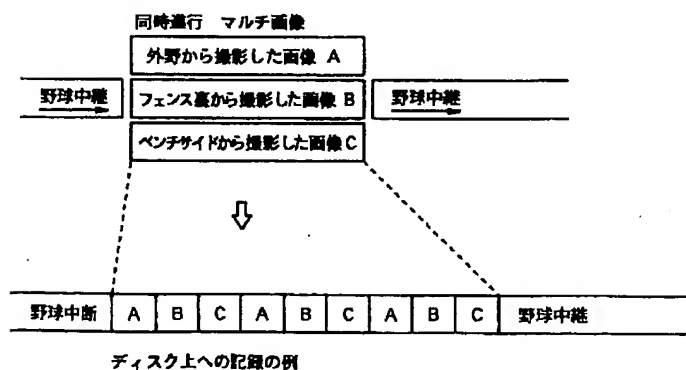 同時進行 マルチ画像
外野から撮影した画像 A
野球中継
フェンス裏から撮影した画像 B
野球中継
ベンチサイドから撮影した画像 C
野球中断 A B C A B C A B C 野球中継
ディスク上への記録の例